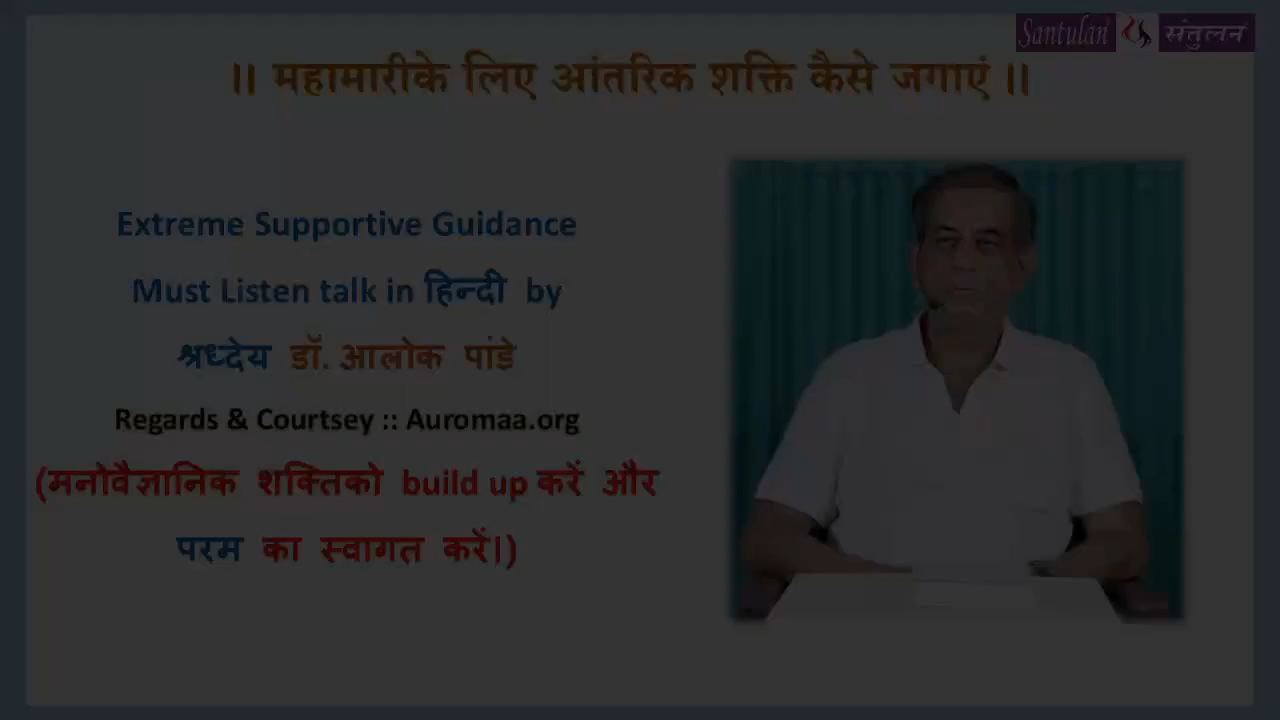 Santulan संतुलन
।। महामारीके लिए आंतरिक शक्ति कैसे जगाएं ।।
Extreme Supportive Guidance
Must Listen talk in हिन्दी by
श्रध्देय डॉ. आलोक पांडे
Regards & Courtsey :: Auromaa.org
(मनोवैज्ञानिक शक्तिको build up करें और
परम का स्वागत करें।)